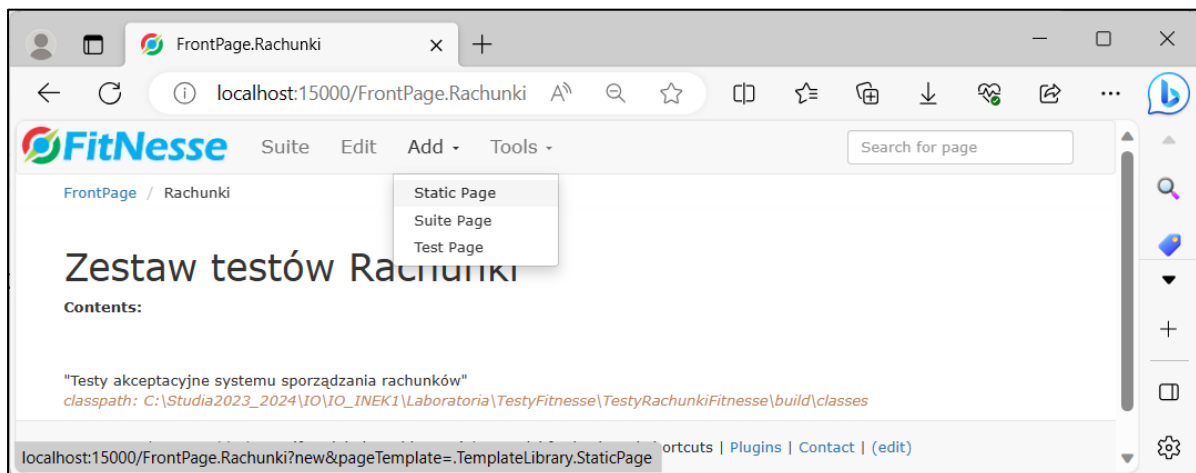 FrontPage.Rachunki
localhost:15000/FrontPage.Rachunki
FitNesse Suite Edit Add Tools Search for page
FrontPage / Rachunki
Static Page
Suite Page
Test Page
Zestaw testów Rachunki
Contents:
"Testy akceptacyjne systemu sporządzania rachunków"
classpath: C:\Studia2023_2024\IO\IO_INEK1\Laboratoria\TestyFitnesse\TestyRachunkiFitnesse\build\classes
| Plugins | Contact | (edit)
localhost:15000/FrontPage.Rachunki?new&pageTemplate=.TemplateLibrary.StaticPage